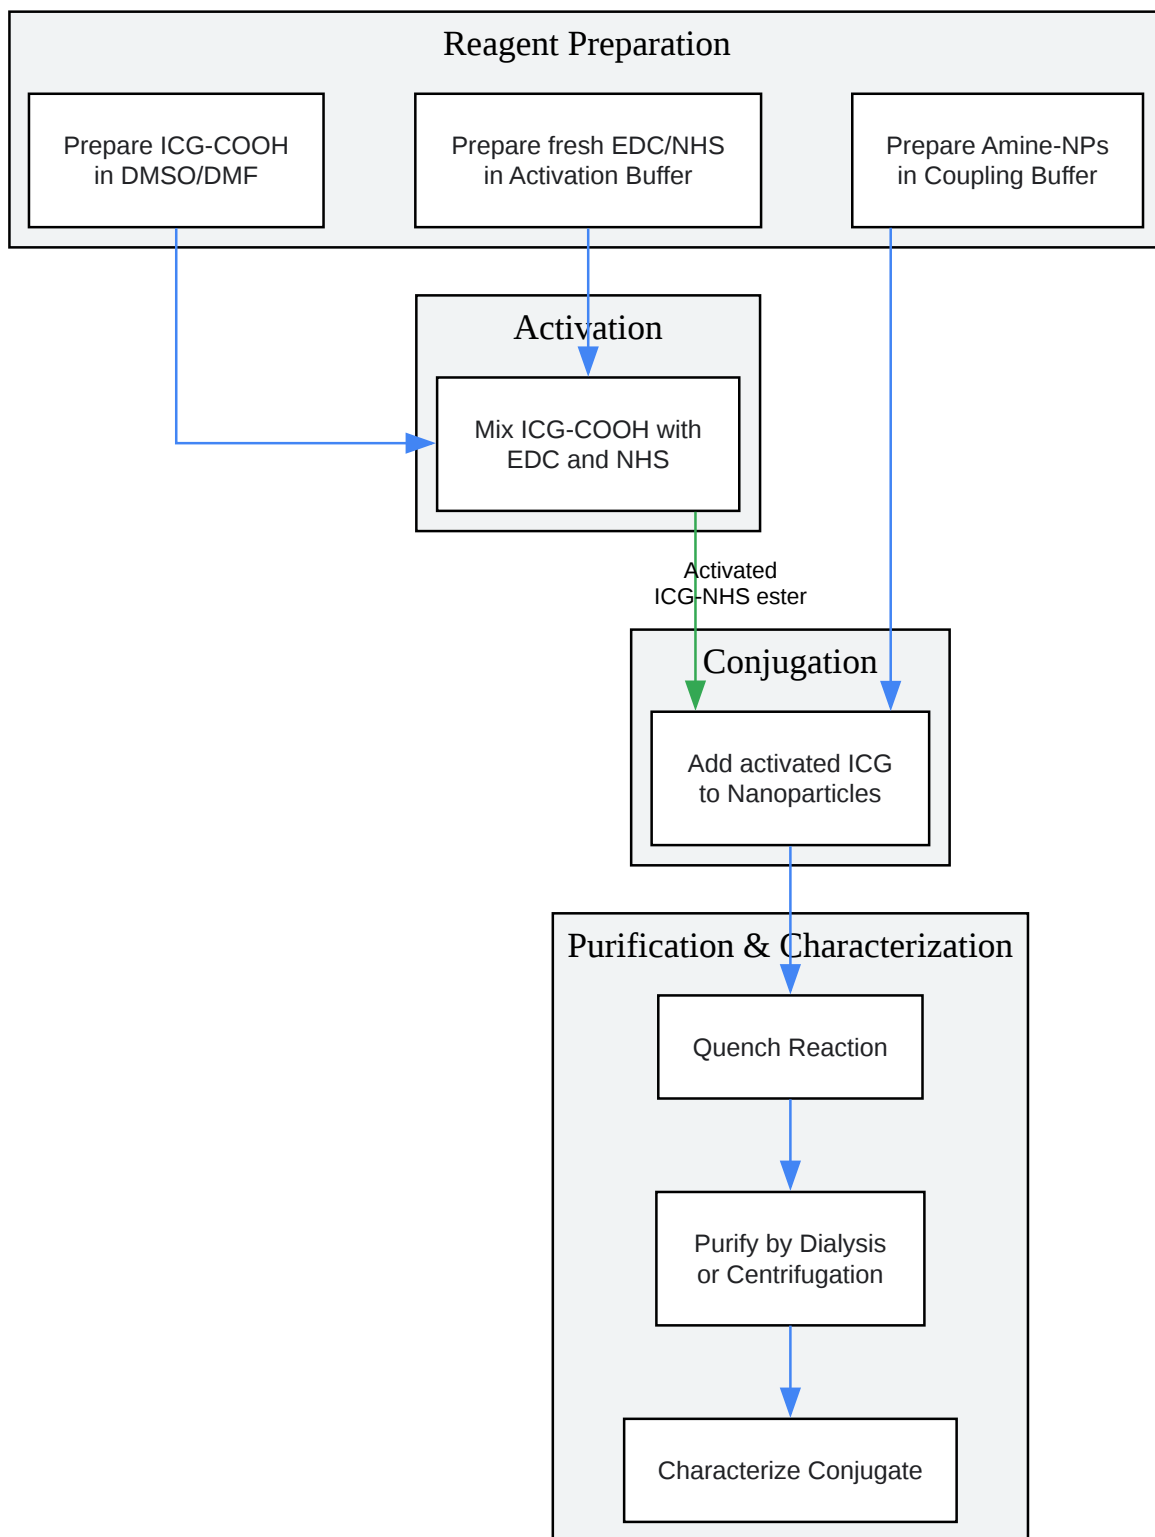 Reagent Preparation
Prepare ICG-COOH
in DMSO/DMF
Prepare fresh EDC/NHS
in Activation Buffer
Prepare Amine-NPs
in Coupling Buffer
Activation
Mix ICG-COOH with
EDC and NHS
Activated
ICG-NHS ester
Conjugation
Add activated ICG
to Nanoparticles
Purification & Characterization
Quench Reaction
Purify by Dialysis
or Centrifugation
Characterize Conjugate